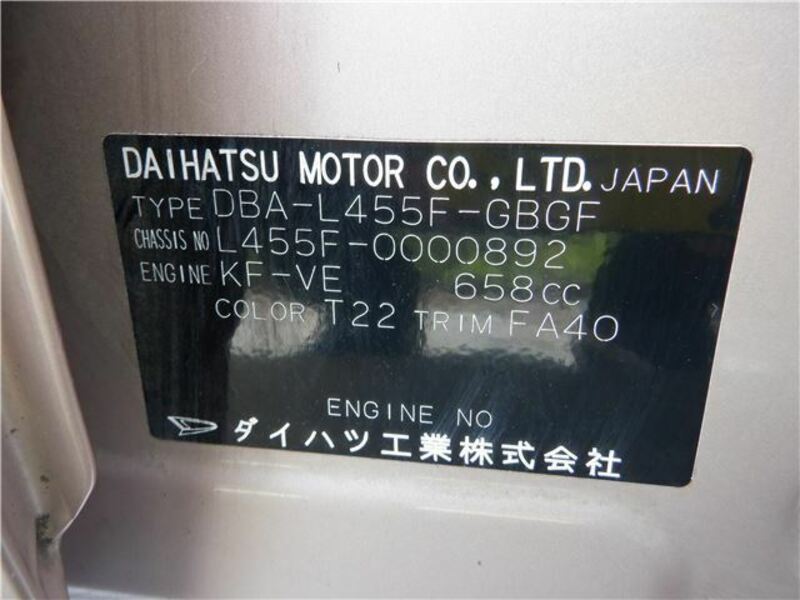 DAIHATSU MOTOR CO., LTD. JAPAN
TYPE DBA-L455F-GBGF
CHASSIS NO L455F-0000892
ENGINE KF-VE 658CC
COLOR T22 TRIM FA40
ENGINE NO
ダイハツ工業株式会社